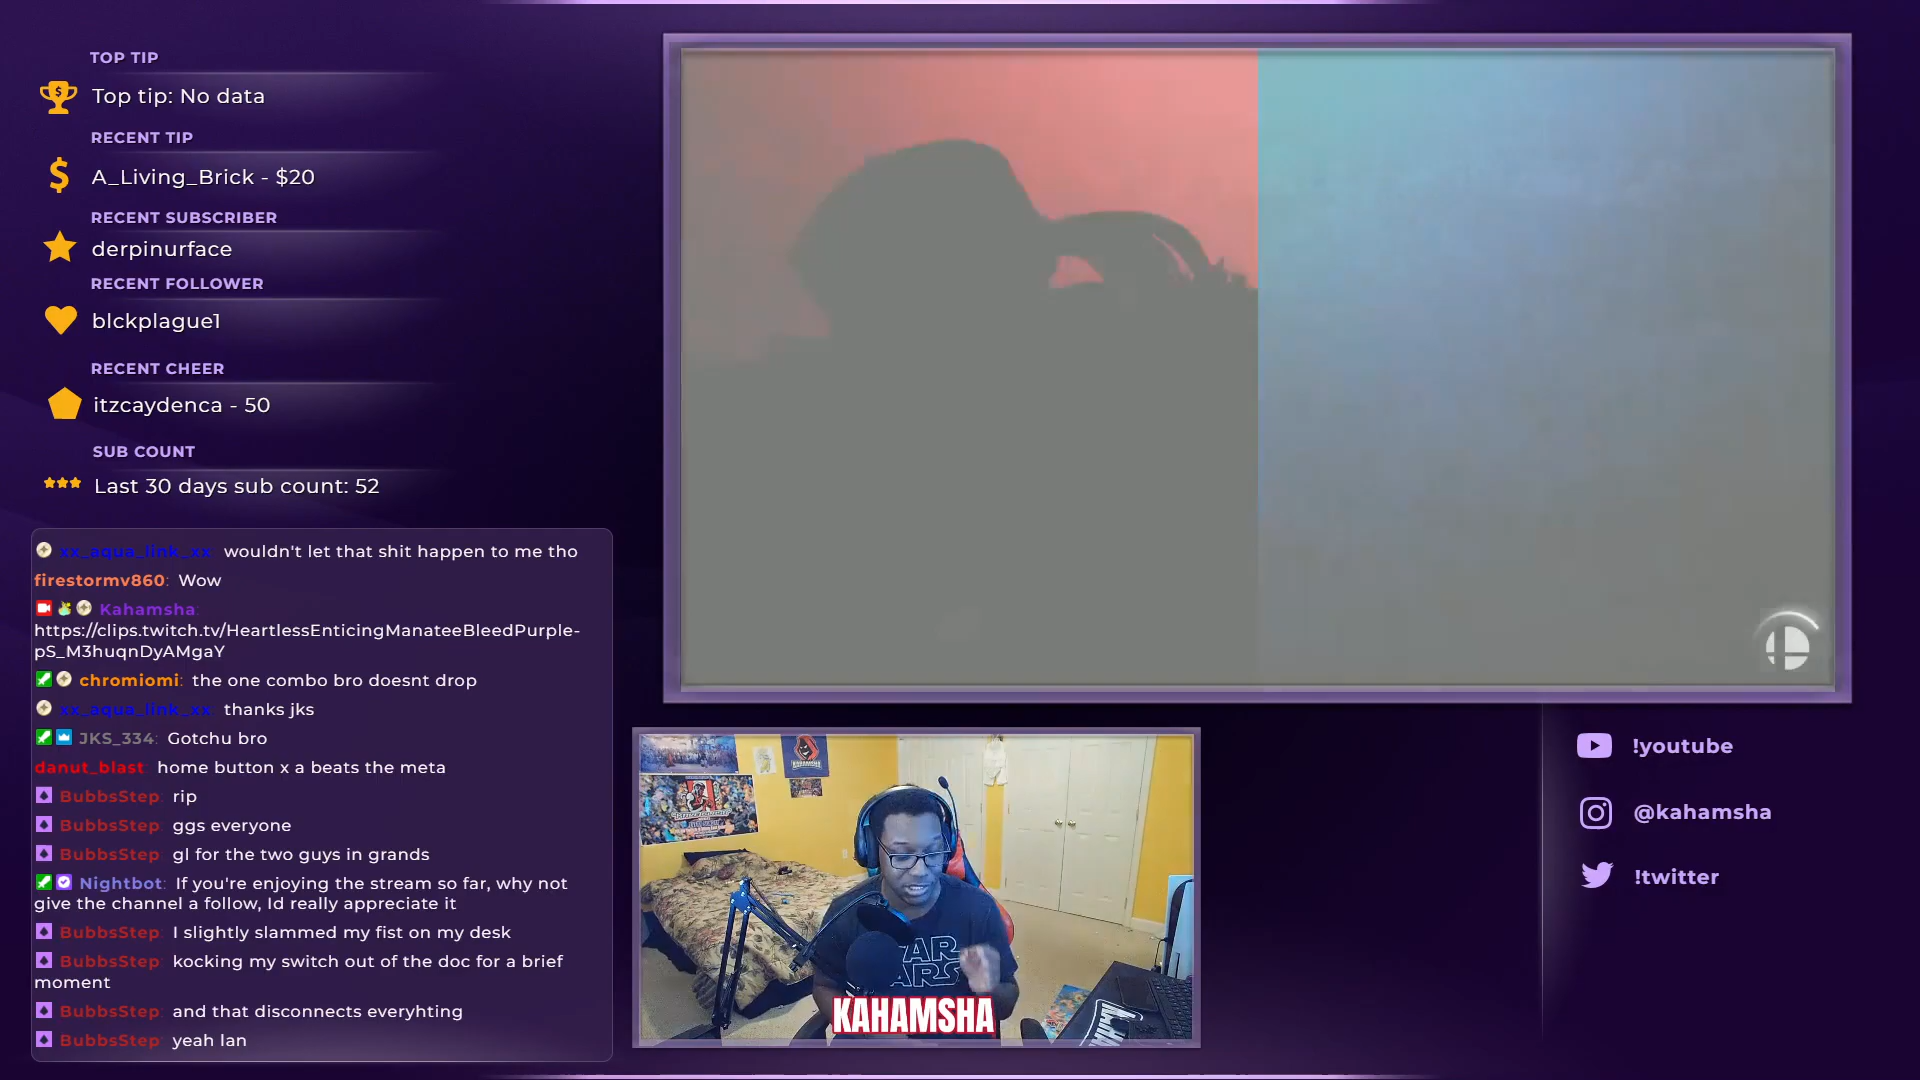 TOP TIP
Top tip: No data
RECENT TIP
A_Living_Brick - $20
RECENT SUBSCRIBER
derpinurface
RECENT FOLLOWER
blckplague1
RECENT CHEER
itzcaydenca - 50
SUB COUNT
Last 30 days sub count: 52
xx_aqua_link_xx: wouldn't let that shit happen to me tho
firestormv860: Wow
Kahamsha:
https://clips.twitch.tv/HeartlessEnticingManateeBleedPurple-
pS_M3huqnDyAMgaY
chromiomi: the one combo bro doesnt drop
xx_aqua_link_xx: thanks jks
JKS_334: Gotchu bro
danut_blast: home button x a beats the meta
BubbsStep: rip
BubbsStep: ggs everyone
BubbsStep: gl for the two guys in grands
Nightbot: If you're enjoying the stream so far, why not
give the channel a follow, Id really appreciate it
BubbsStep: I slightly slammed my fist on my desk
BubbsStep: kocking my switch out of the doc for a brief
moment
BubbsStep: and that disconnects everyhting
BubbsStep: yeah lan
KAHAMSHA
!youtube
@kahamsha
!twitter